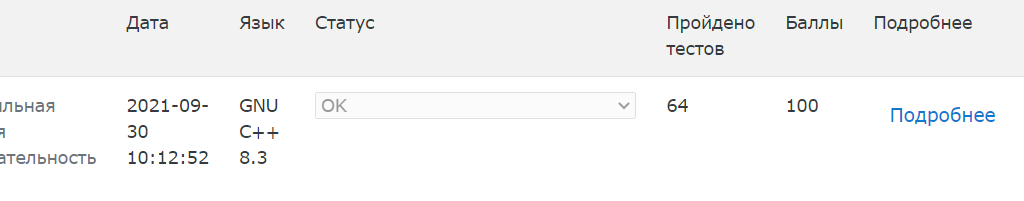 Дата Язык Статус Пройдено Баллы Подробнее
тестов
2021-09- GNU OK 64 100 Подробнее
30 C++
10:12:52 8.3